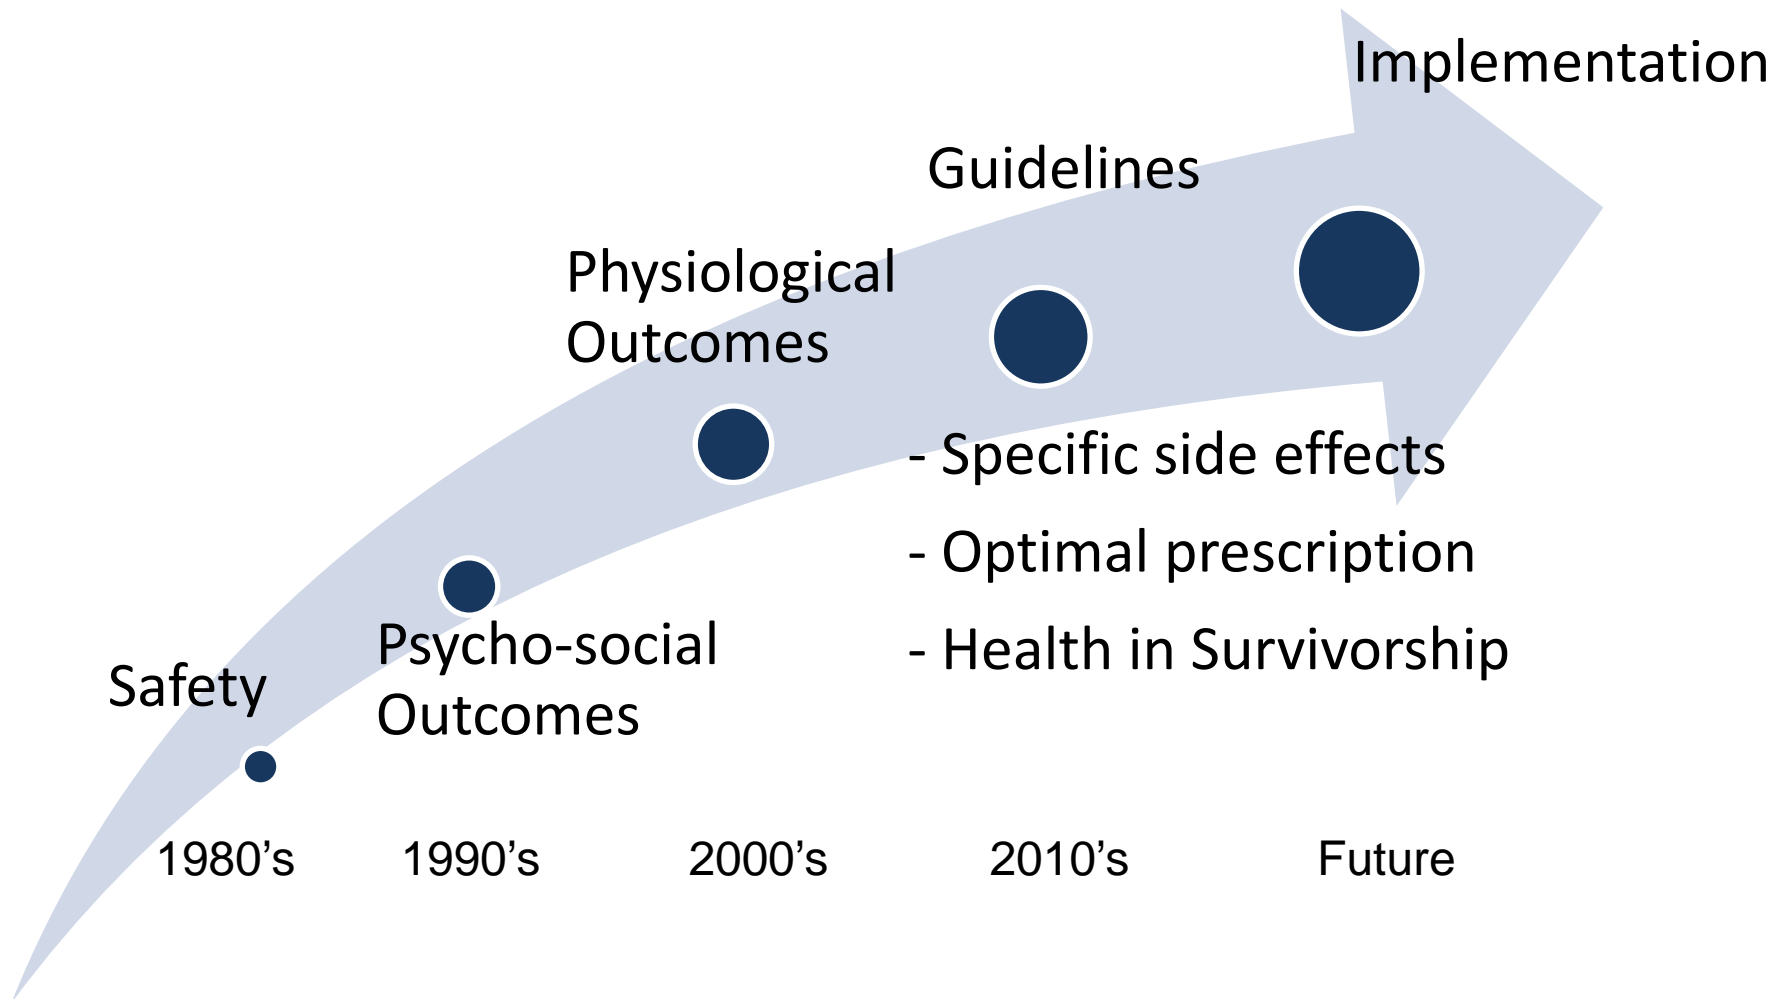 Implementation
Guidelines
Physiological
Outcomes
- Specific side effects
- Optimal prescription
- Health in Survivorship
Psycho-social
Outcomes
Safety
1980’s
1990’s
2000’s
2010’s
Future